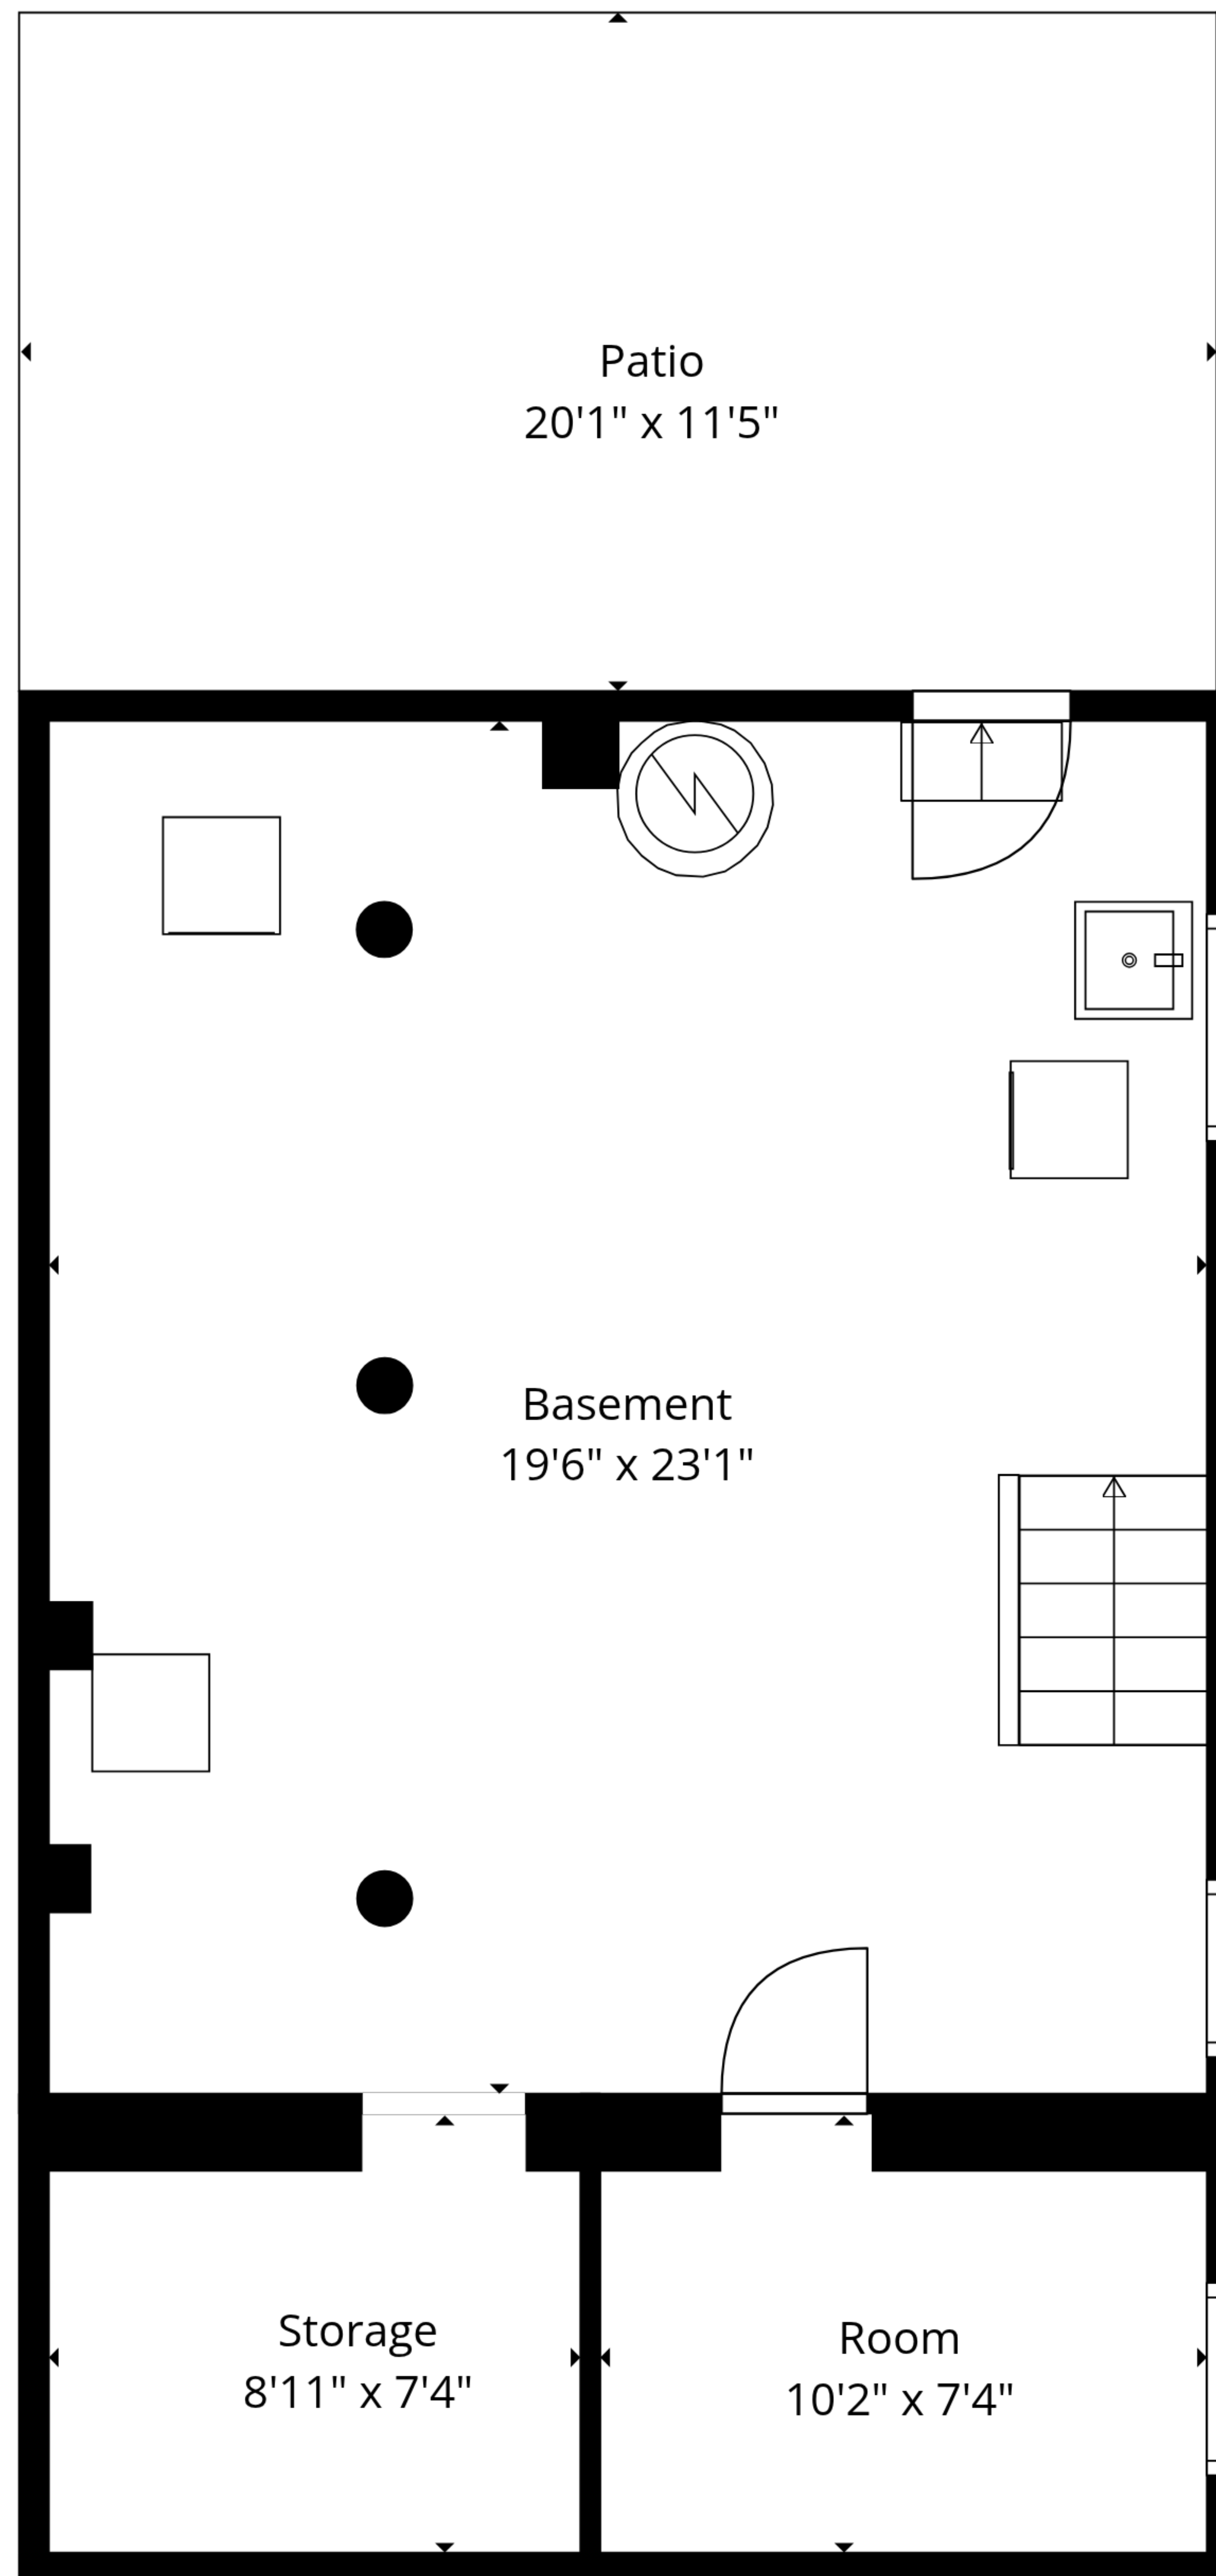 Patio
20'1" x 11'5"
Basement
19'6" x 23'1"
Storage
8'11" x 7'4"
Room
10'2" x 7'4"